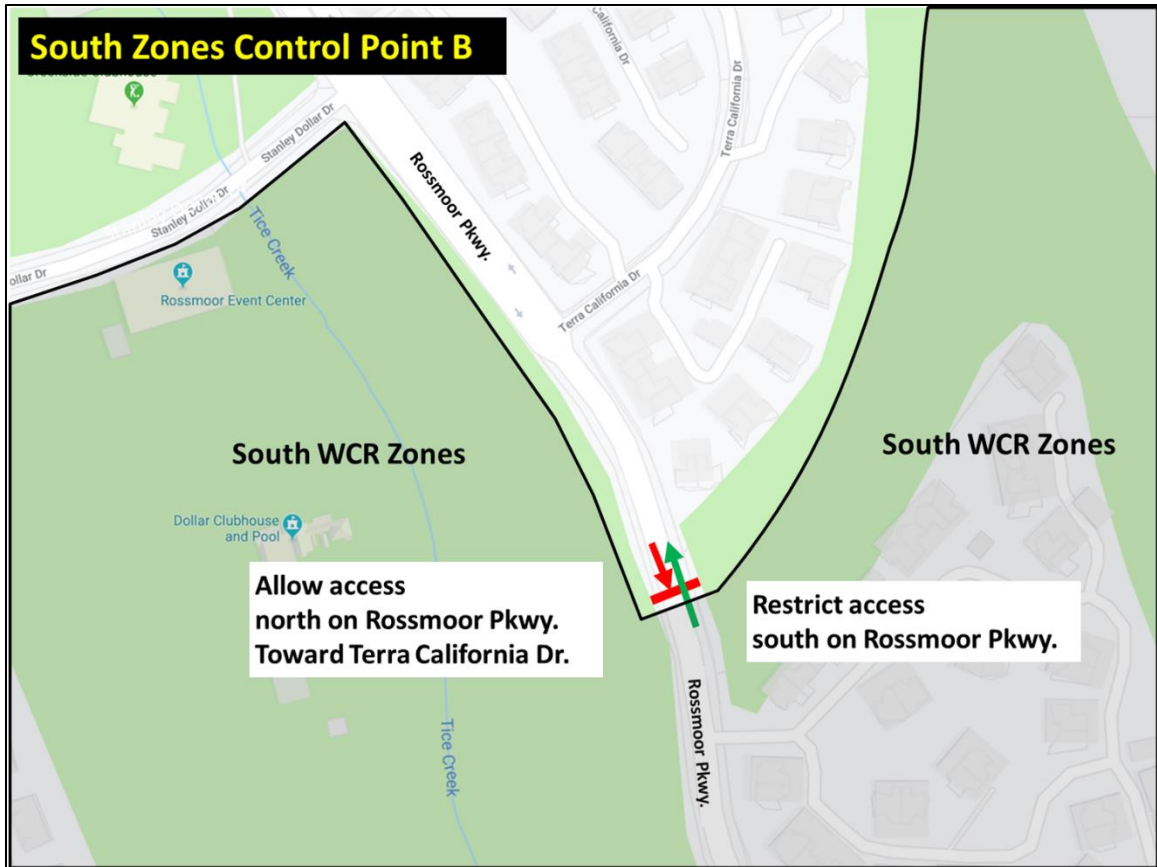 South Zones Control Point B
California Dr
Stanley Dollar Dr
Terra California Dr
Rossmoor Pkwy.
Stanley Dollar Dr
Tice Creek
ollar Dr
Rossmoor Event Center
Terra California Dr
South WCR Zones
South WCR Zones
Dollar Clubhouse
and Pool
Allow access
north on Rossmoor Pkwy.
Toward Terra California Dr.
Restrict access
south on Rossmoor Pkwy.
Rossmoor Pkwy.
Tice Creek